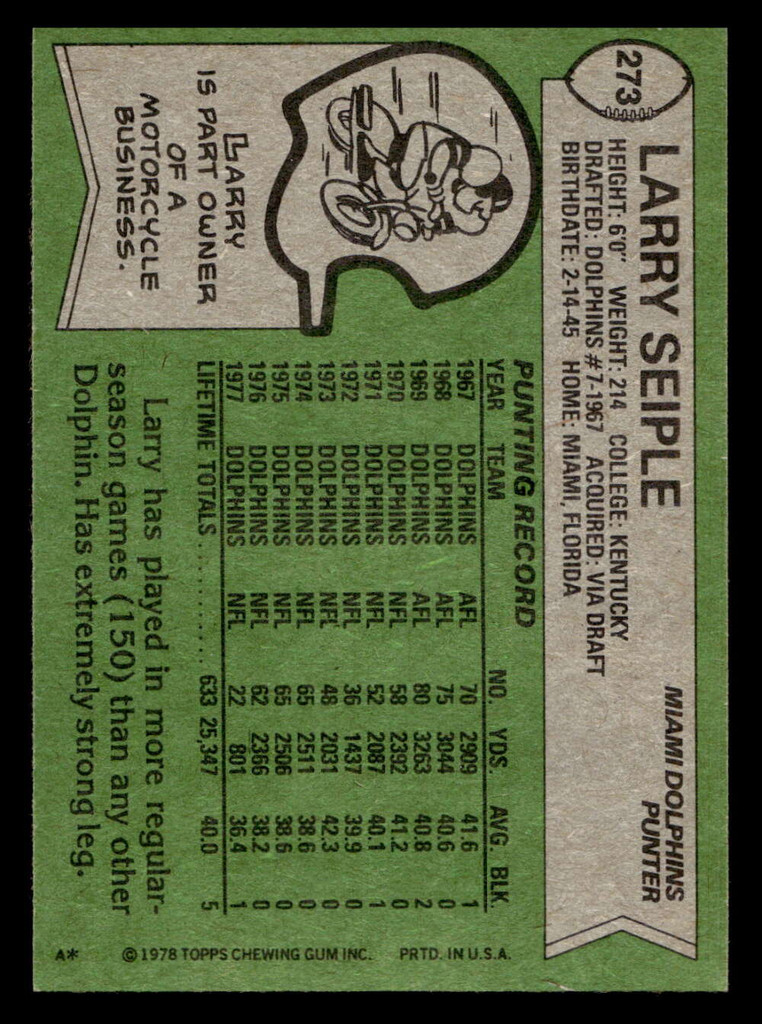 273
LARRY SEIPLE
MIAMI DOLPHINS
PUNTER
HEIGHT: 6'0" WEIGHT: 214 COLLEGE: KENTUCKY
DRAFTED: DOLPHINS #7-1967 ACQUIRED: VIA DRAFT
BIRTHDATE: 2-14-45 HOME: MIAMI, FLORIDA
LARRY
IS PART OWNER
OF A
MOTORCYCLE
BUSINESS.
PUNTING RECORD
YEAR TEAM NO. YDS. AVG. BLK.
1967 DOLPHINS AFL 70 2909 41.6 1
1968 DOLPHINS AFL 75 3044 40.6 0
1969 DOLPHINS AFL 80 3263 40.8 2
1970 DOLPHINS NFL 58 2392 41.2 0
1971 DOLPHINS NFL 52 2087 40.1 1
1972 DOLPHINS NFL 36 1437 39.9 0
1973 DOLPHINS NFL 48 2031 42.3 0
1974 DOLPHINS NFL 65 2511 38.6 0
1975 DOLPHINS NFL 65 2506 38.6 0
1976 DOLPHINS NFL 62 2366 38.2 0
1977 DOLPHINS NFL 22 801 36.4 1
LIFETIME TOTALS .............. 633 25,347 40.0 5
Larry has played in more regular-
season games (150) than any other
Dolphin. Has extremely strong leg.
A* © 1978 TOPPS CHEWING GUM INC. PRTD. IN U.S.A.